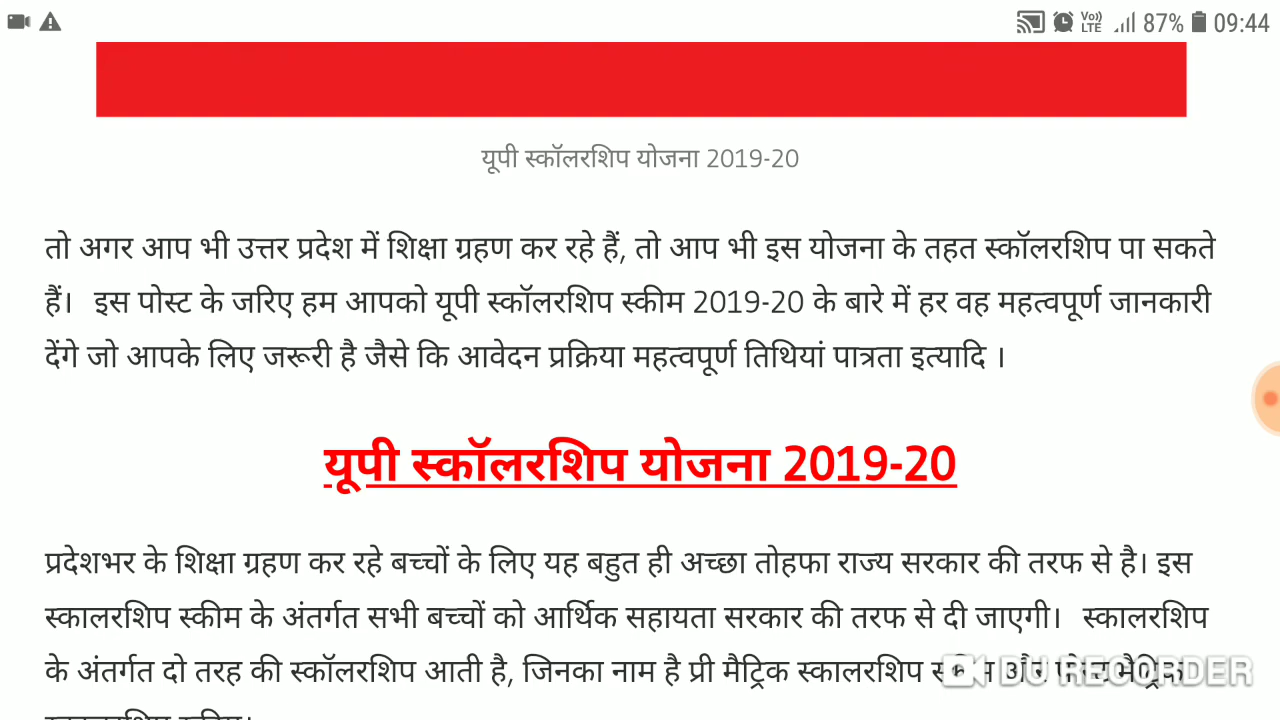 Vo)) LTE 87% 09:44
यूपी स्कॉलरशिप योजना 2019-20
तो अगर आप भी उत्तर प्रदेश में शिक्षा ग्रहण कर रहे हैं, तो आप भी इस योजना के तहत स्कॉलरशिप पा सकते
हैं। इस पोस्ट के जरिए हम आपको यूपी स्कॉलरशिप स्कीम 2019-20 के बारे में हर वह महत्वपूर्ण जानकारी
देंगे जो आपके लिए जरूरी है जैसे कि आवेदन प्रक्रिया महत्वपूर्ण तिथियां पात्रता इत्यादि ।
यूपी स्कॉलरशिप योजना 2019-20
प्रदेशभर के शिक्षा ग्रहण कर रहे बच्चों के लिए यह बहुत ही अच्छा तोहफा राज्य सरकार की तरफ से है। इस
स्कालरशिप स्कीम के अंतर्गत सभी बच्चों को आर्थिक सहायता सरकार की तरफ से दी जाएगी। स्कालरशिप
के अंतर्गत दो तरह की स्कॉलरशिप आती है, जिनका नाम है प्री मैट्रिक स्कालरशिप और मैट्रिक
DU RECORDER